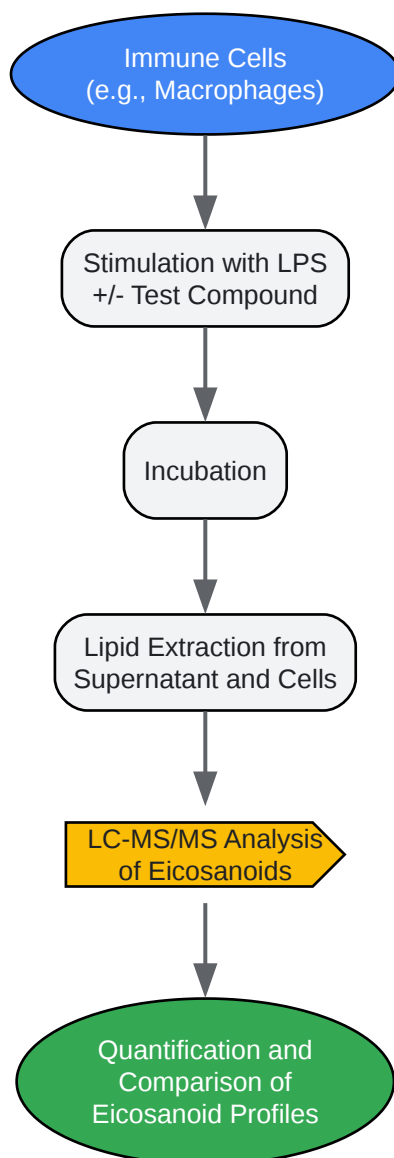 Immune Cells
(e.g., Macrophages)
Stimulation with LPS
+/- Test Compound
Incubation
Lipid Extraction from
Supernatant and Cells
LC-MS/MS Analysis
of Eicosanoids
Quantification and
Comparison of
Eicosanoid Profiles